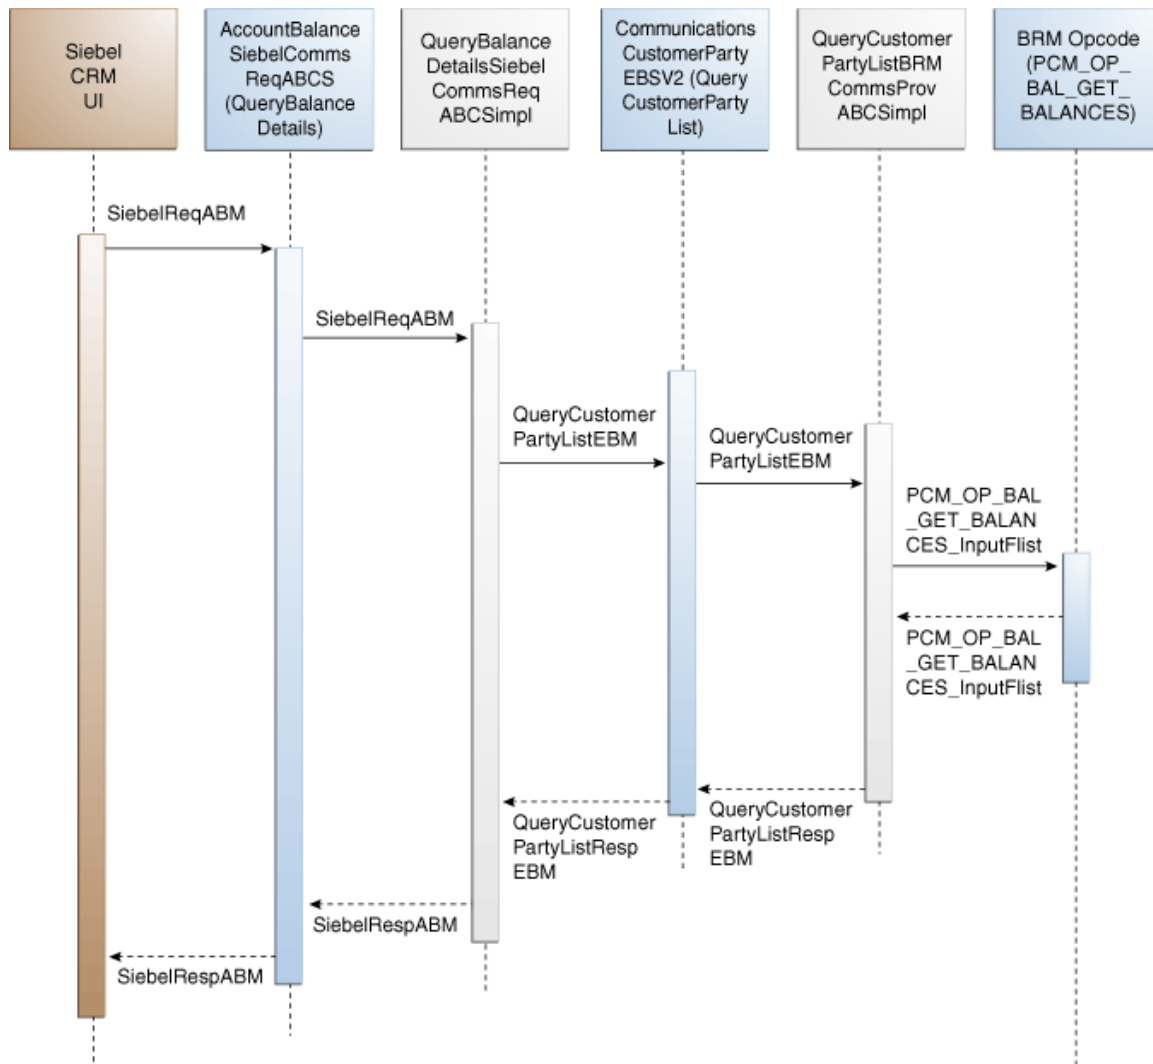 Siebel
CRM
UI
AccountBalance
SiebelComms
ReqABCS
(QueryBalance
Details)
QueryBalance
DetailsSiebel
CommsReq
ABCSimpl
Communications
CustomerParty
EBSV2 (Query
CustomerParty
List)
QueryCustomer
PartyListBRM
CommsProv
ABCSimpl
BRM Opcode
(PCM_OP_
BAL_GET_
BALANCES)
SiebelReqABM
SiebelReqABM
QueryCustomer
PartyListEBM
QueryCustomer
PartyListEBM
PCM_OP_BAL
_GET_BALAN
CES_InputFlist
PCM_OP_BAL
_GET_BALAN
CES_InputFlist
QueryCustomer
PartyListResp
EBM
QueryCustomer
PartyListResp
EBM
SiebelRespABM
SiebelRespABM